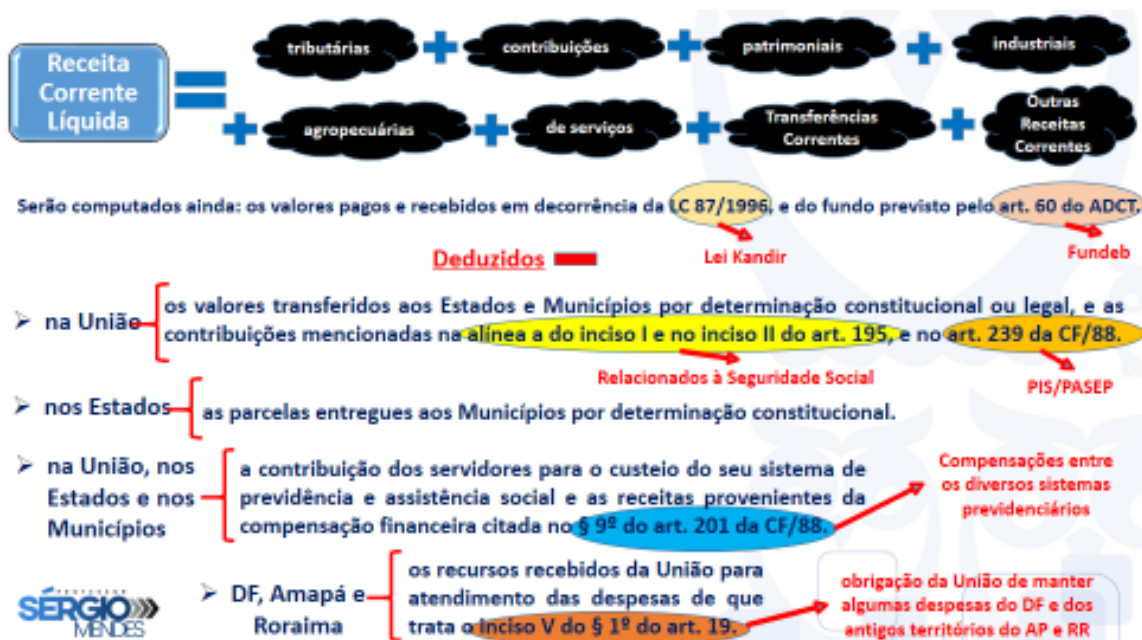 Receita
Corrente
Líquida
tributárias
contribuições
patrimoniais
industriais
agropecuárias
de serviços
Transferências
Correntes
Outras
Receitas
Correntes
Serão computados ainda: os valores pagos e recebidos em decorrência da LC 87/1996, e do fundo previsto pelo art. 60 do ADCT.
Lei Kandir
Fundeb
Deduzidos
➢ na União
os valores transferidos aos Estados e Municípios por determinação constitucional ou legal, e as
contribuições mencionadas na alínea a do inciso I e no inciso II do art. 195, e no art. 239 da CF/88.
Relacionados à Seguridade Social
PIS/PASEP
➢ nos Estados
as parcelas entregues aos Municípios por determinação constitucional.
➢ na União, nos
Estados e nos
Municípios
a contribuição dos servidores para o custeio do seu sistema de
previdência e assistência social e as receitas provenientes da
compensação financeira citada no § 9º do art. 201 da CF/88.
Compensações entre
os diversos sistemas
previdenciários
➢ DF, Amapá e
Roraima
os recursos recebidos da União para
atendimento das despesas de que
trata o inciso V do § 1º do art. 19.
obrigação da União de manter
algumas despesas do DF e dos
antigos territórios do AP e RR
PROFESSOR
SÉRGIO
MENDES